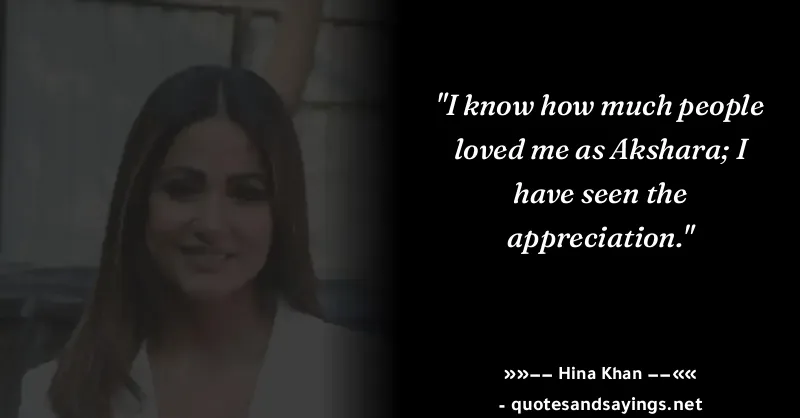 "I know how much people
loved me as Akshara; I
have seen the
appreciation."
»»−− Hina Khan −−««
- quotesandsayings.net